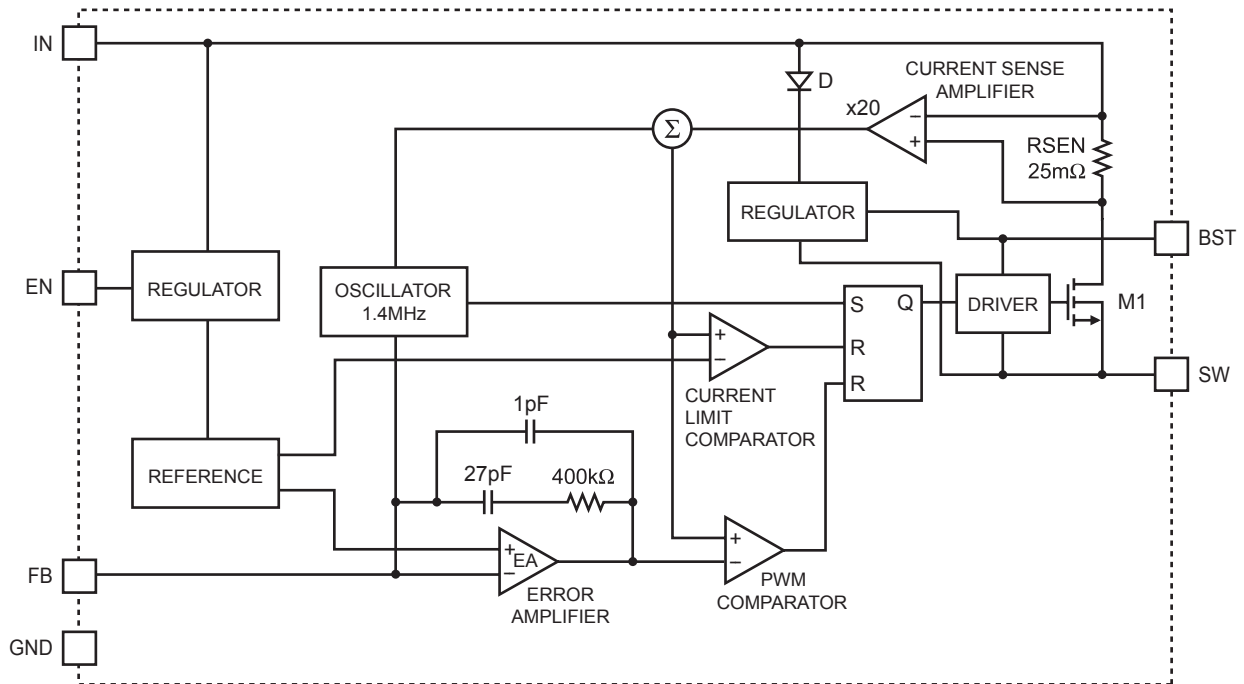 IN
D
CURRENT SENSE
AMPLIFIER
x20
−
+
Σ
RSEN
25mΩ
REGULATOR
BST
EN
REGULATOR
OSCILLATOR
1.4MHz
S
Q
DRIVER
M1
+
−
R
R
SW
CURRENT
LIMIT
COMPARATOR
1pF
REFERENCE
27pF
400kΩ
+
EA
−
+
−
FB
ERROR
AMPLIFIER
PWM
COMPARATOR
GND